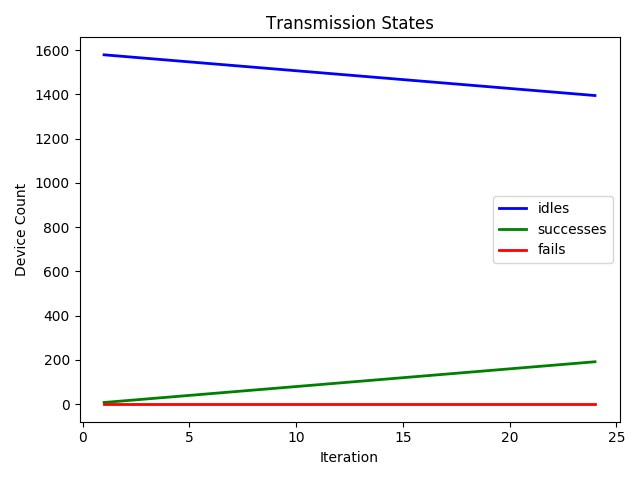 Transmission States
Device Count
1600
1400
1200
1000
800
600
400
200
0
idles
successes
fails
0 5 10 15 20 25
Iteration